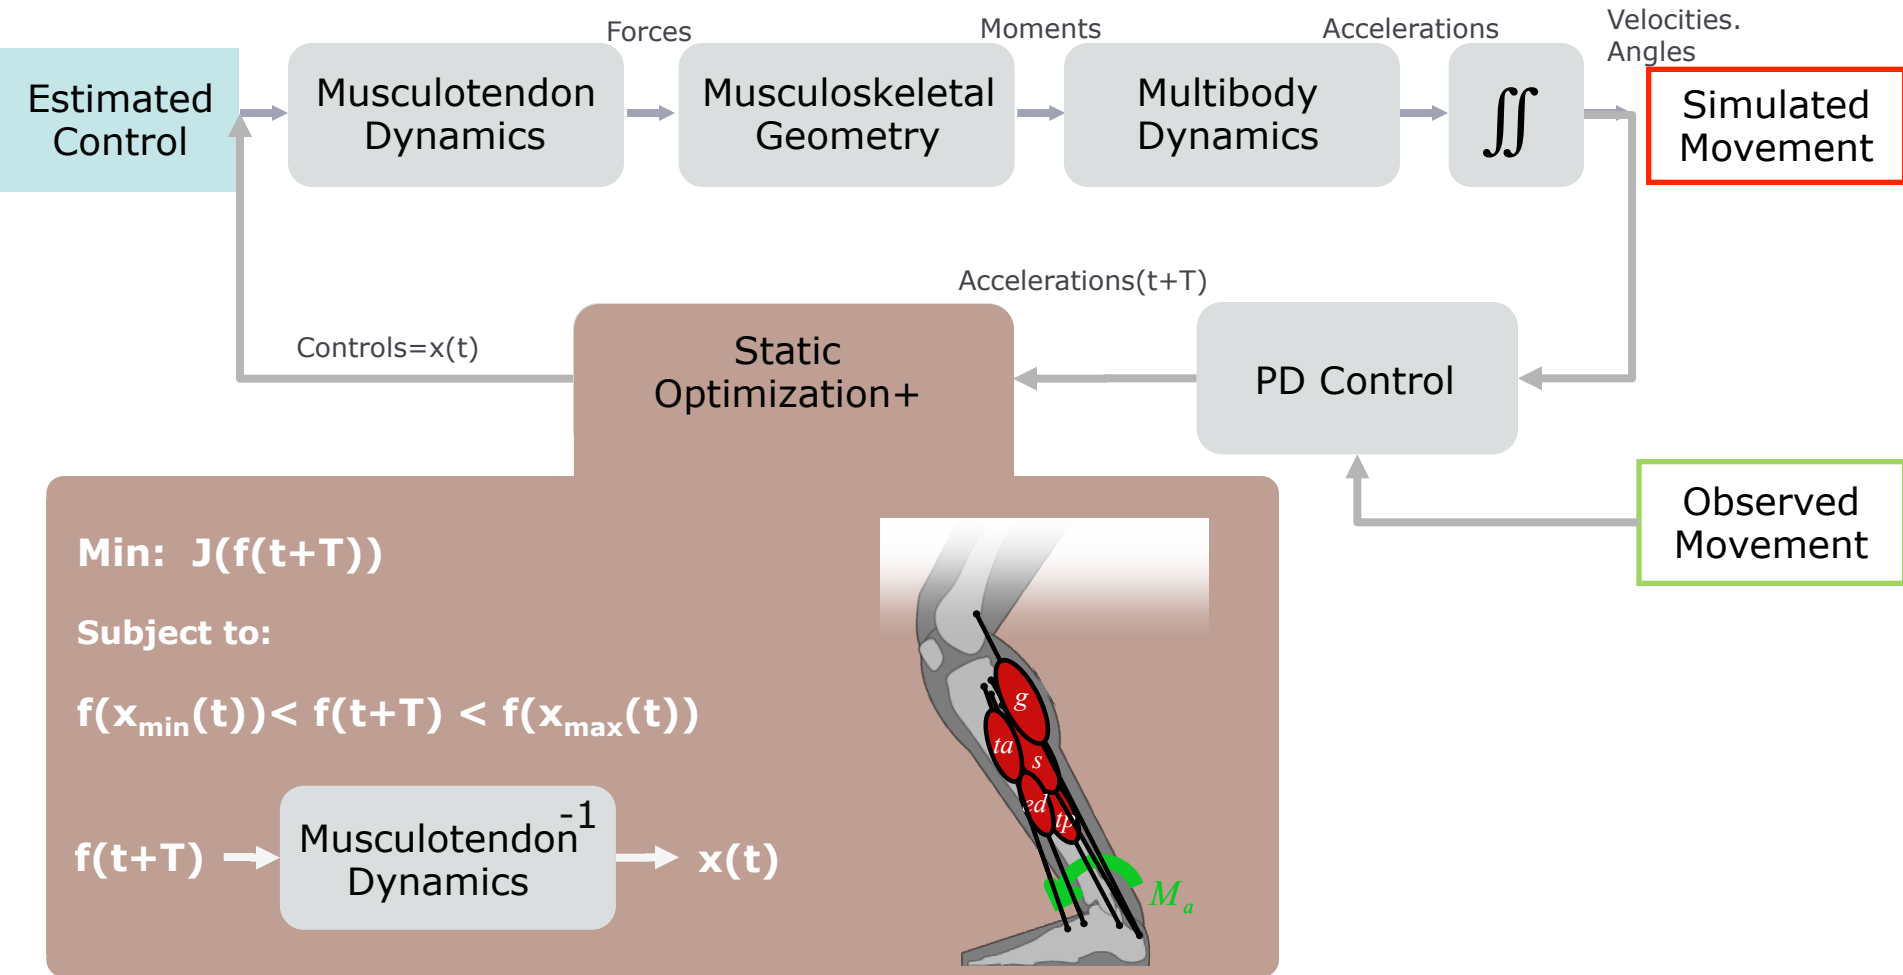 Forces
Moments
Accelerations
Velocities.
Angles
Estimated
Control
Musculotendon
Dynamics
Musculoskeletal
Geometry
Multibody
Dynamics
∬
Simulated
Movement
Accelerations(t+T)
Controls=x(t)
Static
Optimization+
PD Control
Observed
Movement
Min: J(f(t+T))
Subject to:
f(xmin(t))< f(t+T) < f(xmax(t))
f(t+T)
Musculotendon-1
Dynamics
x(t)
g
ta
s
ed
tp
Ma